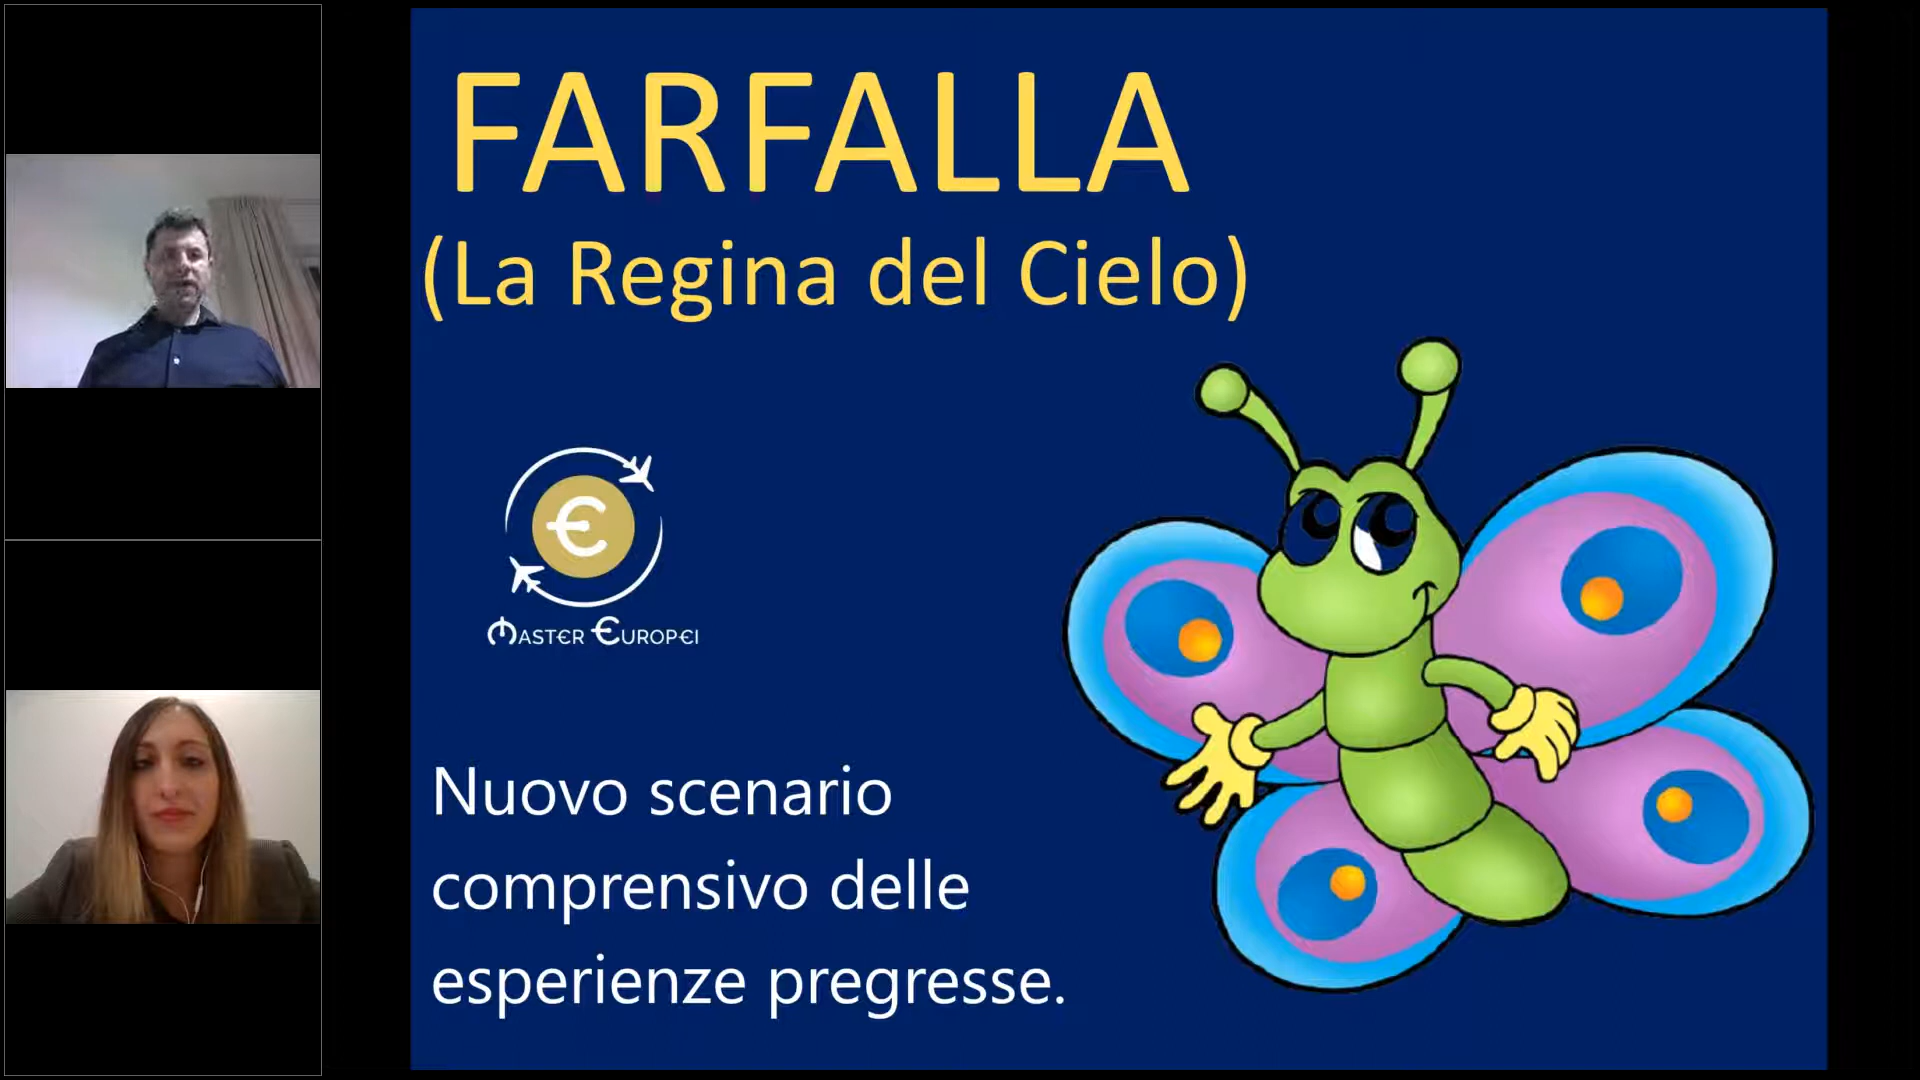 FARFALLA
(La Regina del Cielo)
€
MASTER EUROPEI
Nuovo scenario
comprensivo delle
esperienze pregresse.